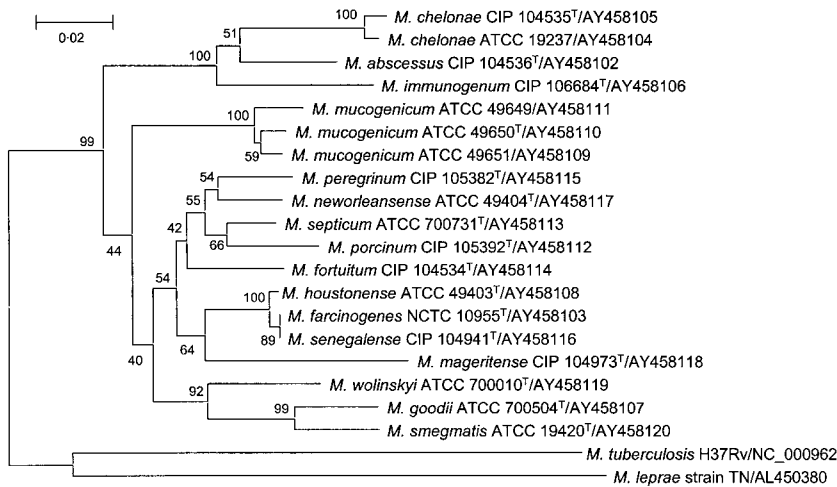 100 M. chelonae CIP 104535ᵀ/AY458105
0·02
51 M. chelonae ATCC 19237/AY458104
100 M. abscessus CIP 104536ᵀ/AY458102
M. immunogenum CIP 106684ᵀ/AY458106
100 M. mucogenicum ATCC 49649/AY458111
M. mucogenicum ATCC 49650ᵀ/AY458110
99
59 M. mucogenicum ATCC 49651/AY458109
54 M. peregrinum CIP 105382ᵀ/AY458115
55 M. neworleansense ATCC 49404ᵀ/AY458117
42 M. septicum ATCC 700731ᵀ/AY458113
44 66 M. porcinum CIP 105392ᵀ/AY458112
M. fortuitum CIP 104534ᵀ/AY458114
54
100 M. houstonense ATCC 49403ᵀ/AY458108
M. farcinogenes NCTC 10955ᵀ/AY458103
89 M. senegalense CIP 104941ᵀ/AY458116
40 64 M. mageritense CIP 104973ᵀ/AY458118
92 M. wolinskyi ATCC 700010ᵀ/AY458119
99 M. goodii ATCC 700504ᵀ/AY458107
M. smegmatis ATCC 19420ᵀ/AY458120
M. tuberculosis H37Rv/NC_000962
M. leprae strain TN/AL450380